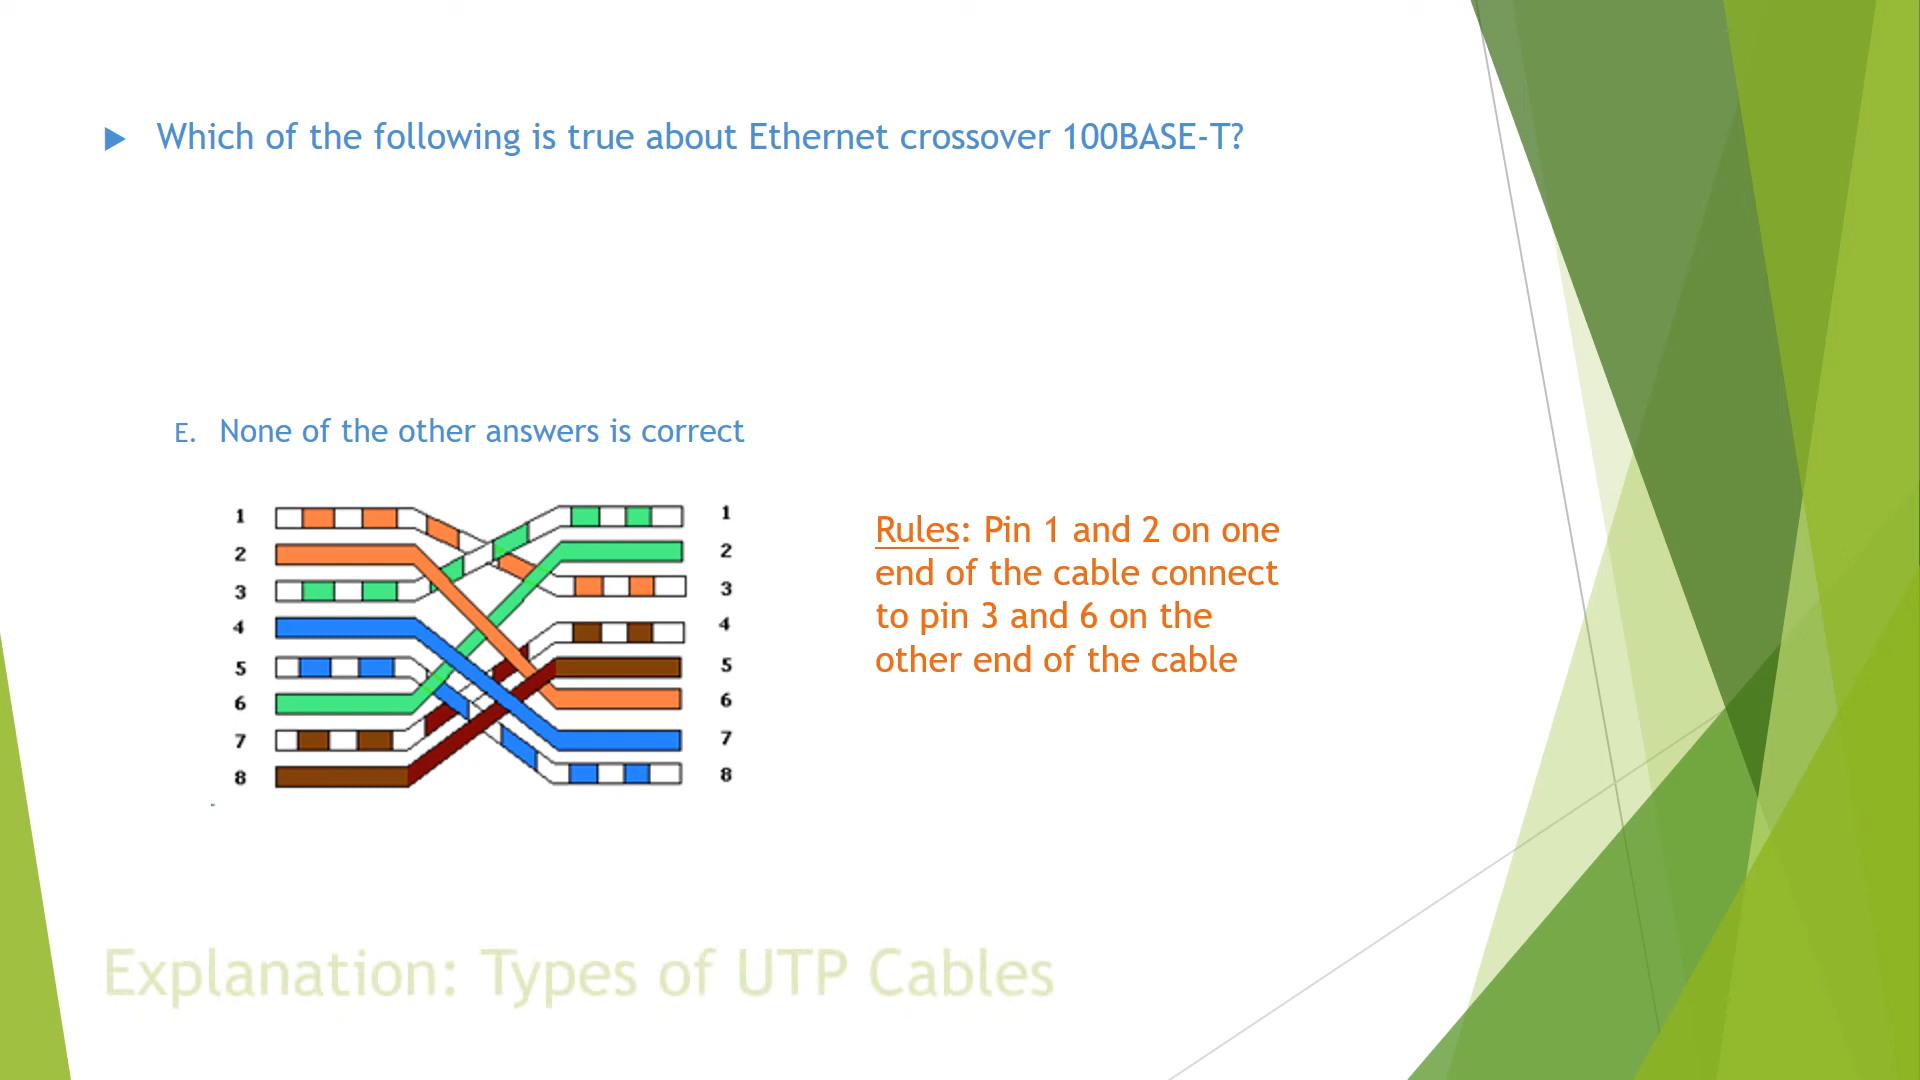 Which of the following is true about Ethernet crossover 100BASE-T?
E. None of the other answers is correct
1 1
2 2
3 3
4 4
5 5
6 6
7 7
8 8
Rules: Pin 1 and 2 on one
end of the cable connect
to pin 3 and 6 on the
other end of the cable
Explanation: Types of UTP Cables